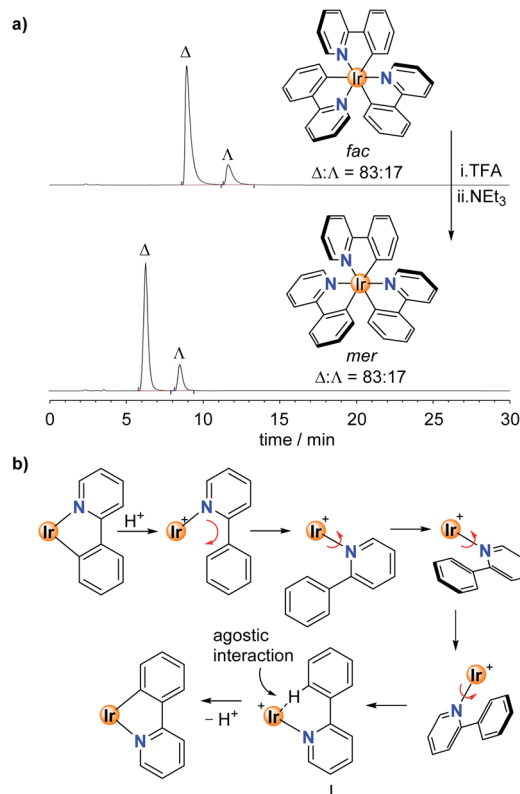 a)
Δ
Λ
Ir
N
N
N
fac
Δ:Λ = 83:17
i.TFA
ii.NEt₃
Δ
Λ
Ir
N
N
N
mer
Δ:Λ = 83:17
0 5 10 15 20 25 30
time / min
b)
Ir
N
H⁺
Ir⁺
N
Ir⁺
N
Ir⁺
N
agostic
interaction
Ir
N
– H⁺
Ir⁺
H
N
I
Ir⁺
N